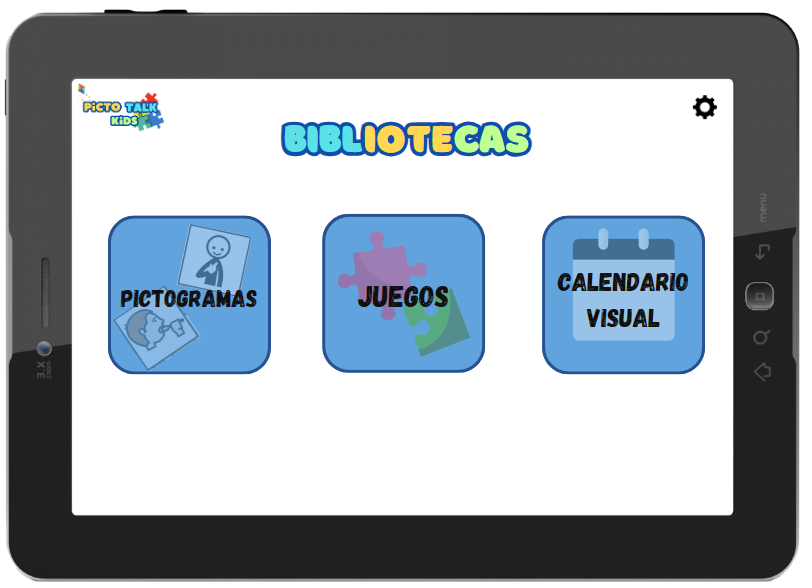 PICTO TALK
KIDS
BIBLIOTECAS
PICTOGRAMAS
JUEGOS
CALENDARIO
VISUAL
menu
3.X
zoom